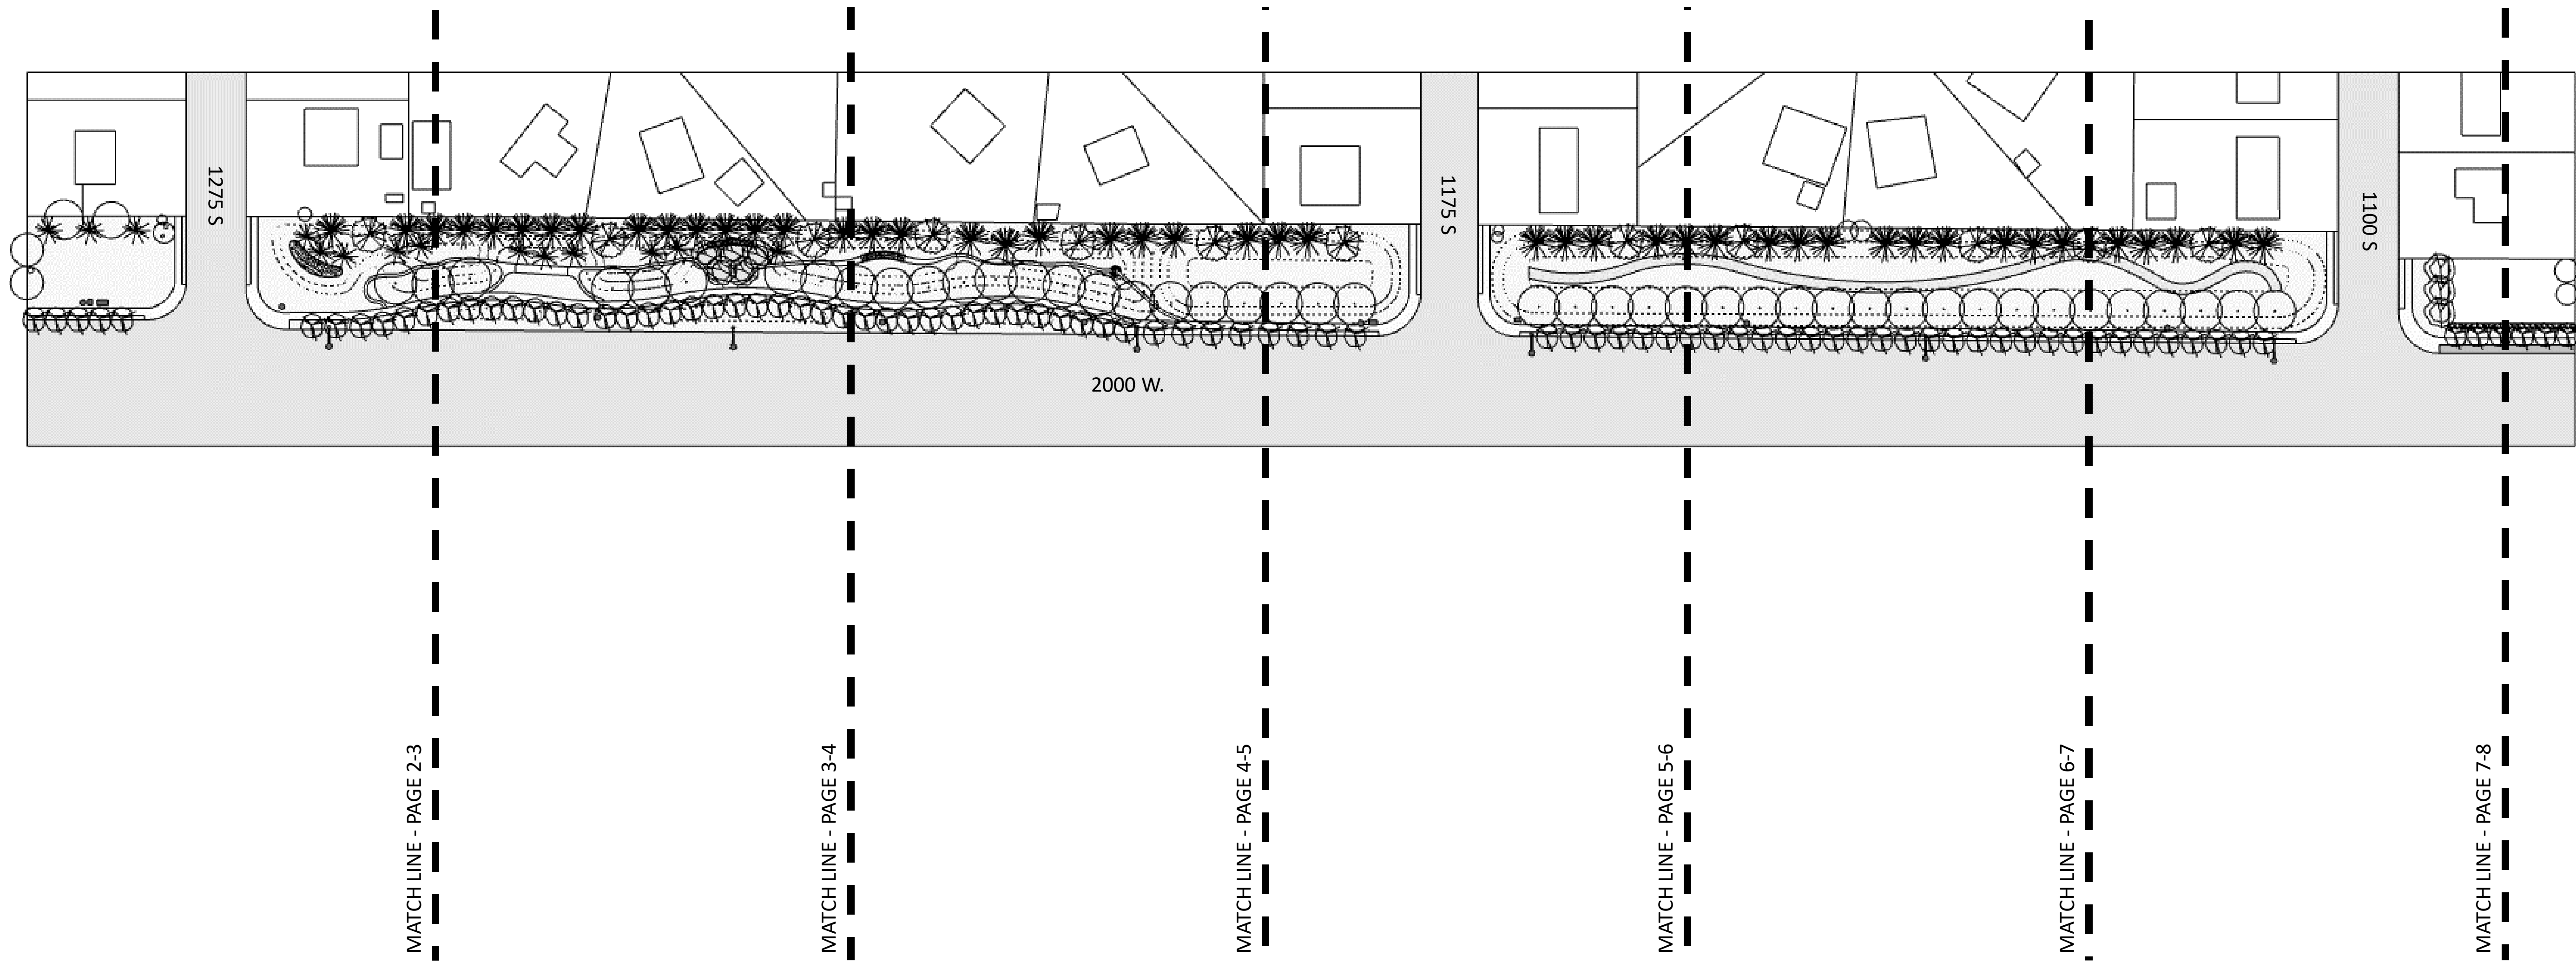 1275 S
1175 S
1100 S
2000 W.
MATCH LINE - PAGE 2-3
MATCH LINE - PAGE 3-4
MATCH LINE - PAGE 4-5
MATCH LINE - PAGE 5-6
MATCH LINE - PAGE 6-7
MATCH LINE - PAGE 7-8